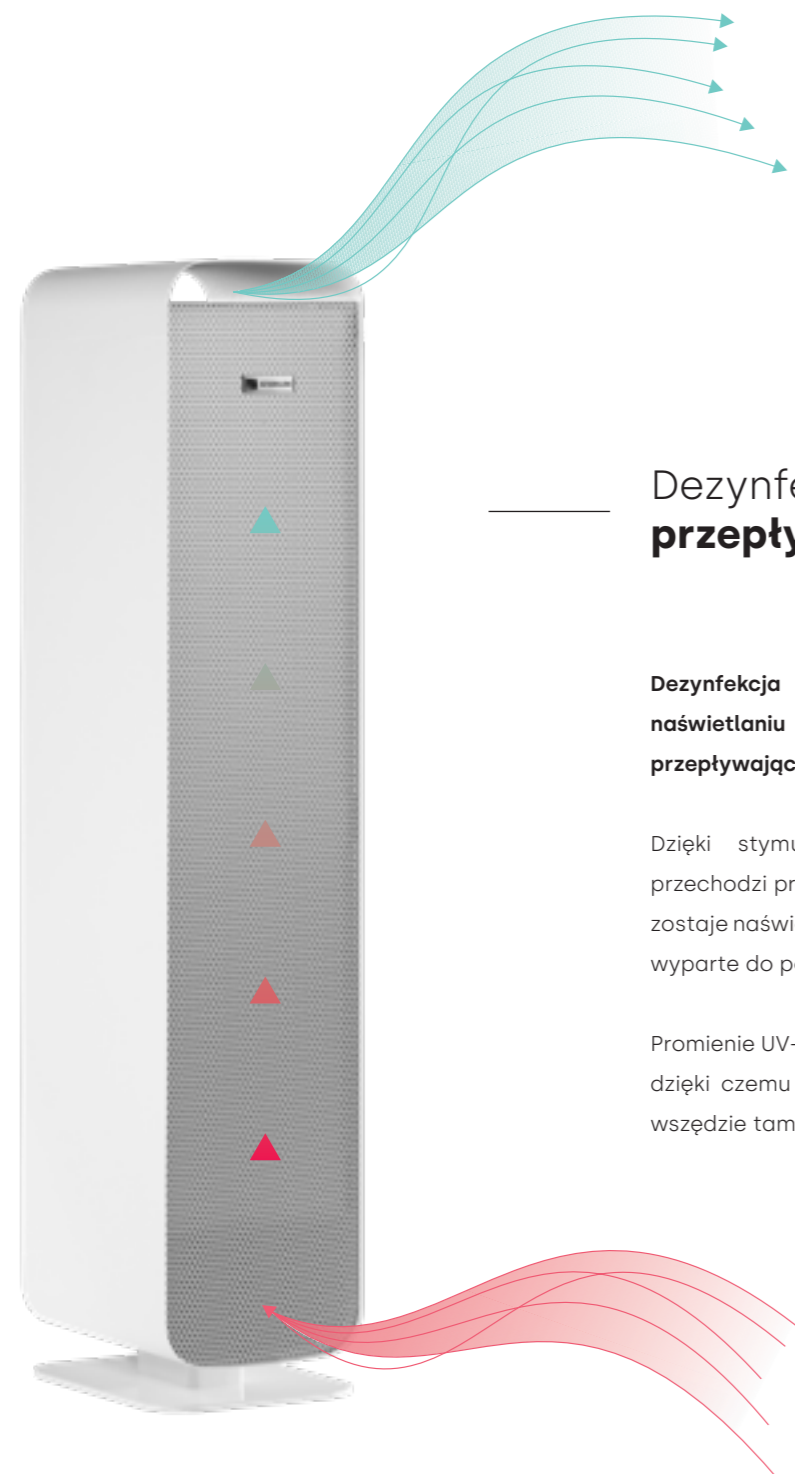 Dezynfe
przepły
Dezynfekcja
naświetlaniu
przepływając
Dzięki stymu
przechodzi pr
zostaje naświ
wyparte do p
Promienie UV-
dzięki czemu
wszędzie tam